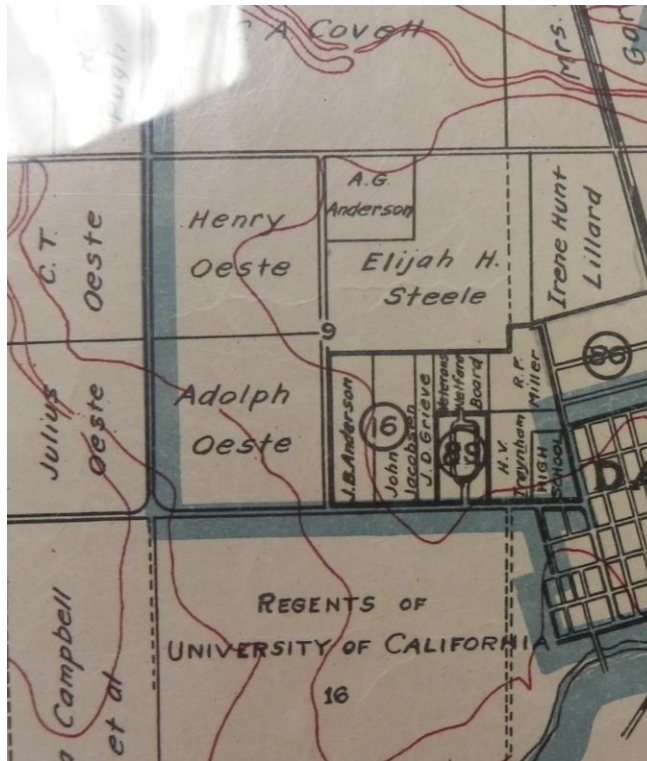 C A Covell
Mrs.
C. T.
Oeste
Henry
Oeste
A.G.
Anderson
Elijah H.
Steele
Irene Hunt
Lillard
9
Julius
Oeste
Adolph
Oeste
J.B. Anderson
16
John
Jacobsen
J. D Grieve
Veterans
Welfare
Board
R. F.
Miller
86
H. V.
Traynham
HIGH
SCHOOL
DA
REGENTS OF
UNIVERSITY OF CALIFORNIA
16
Campbell
et al